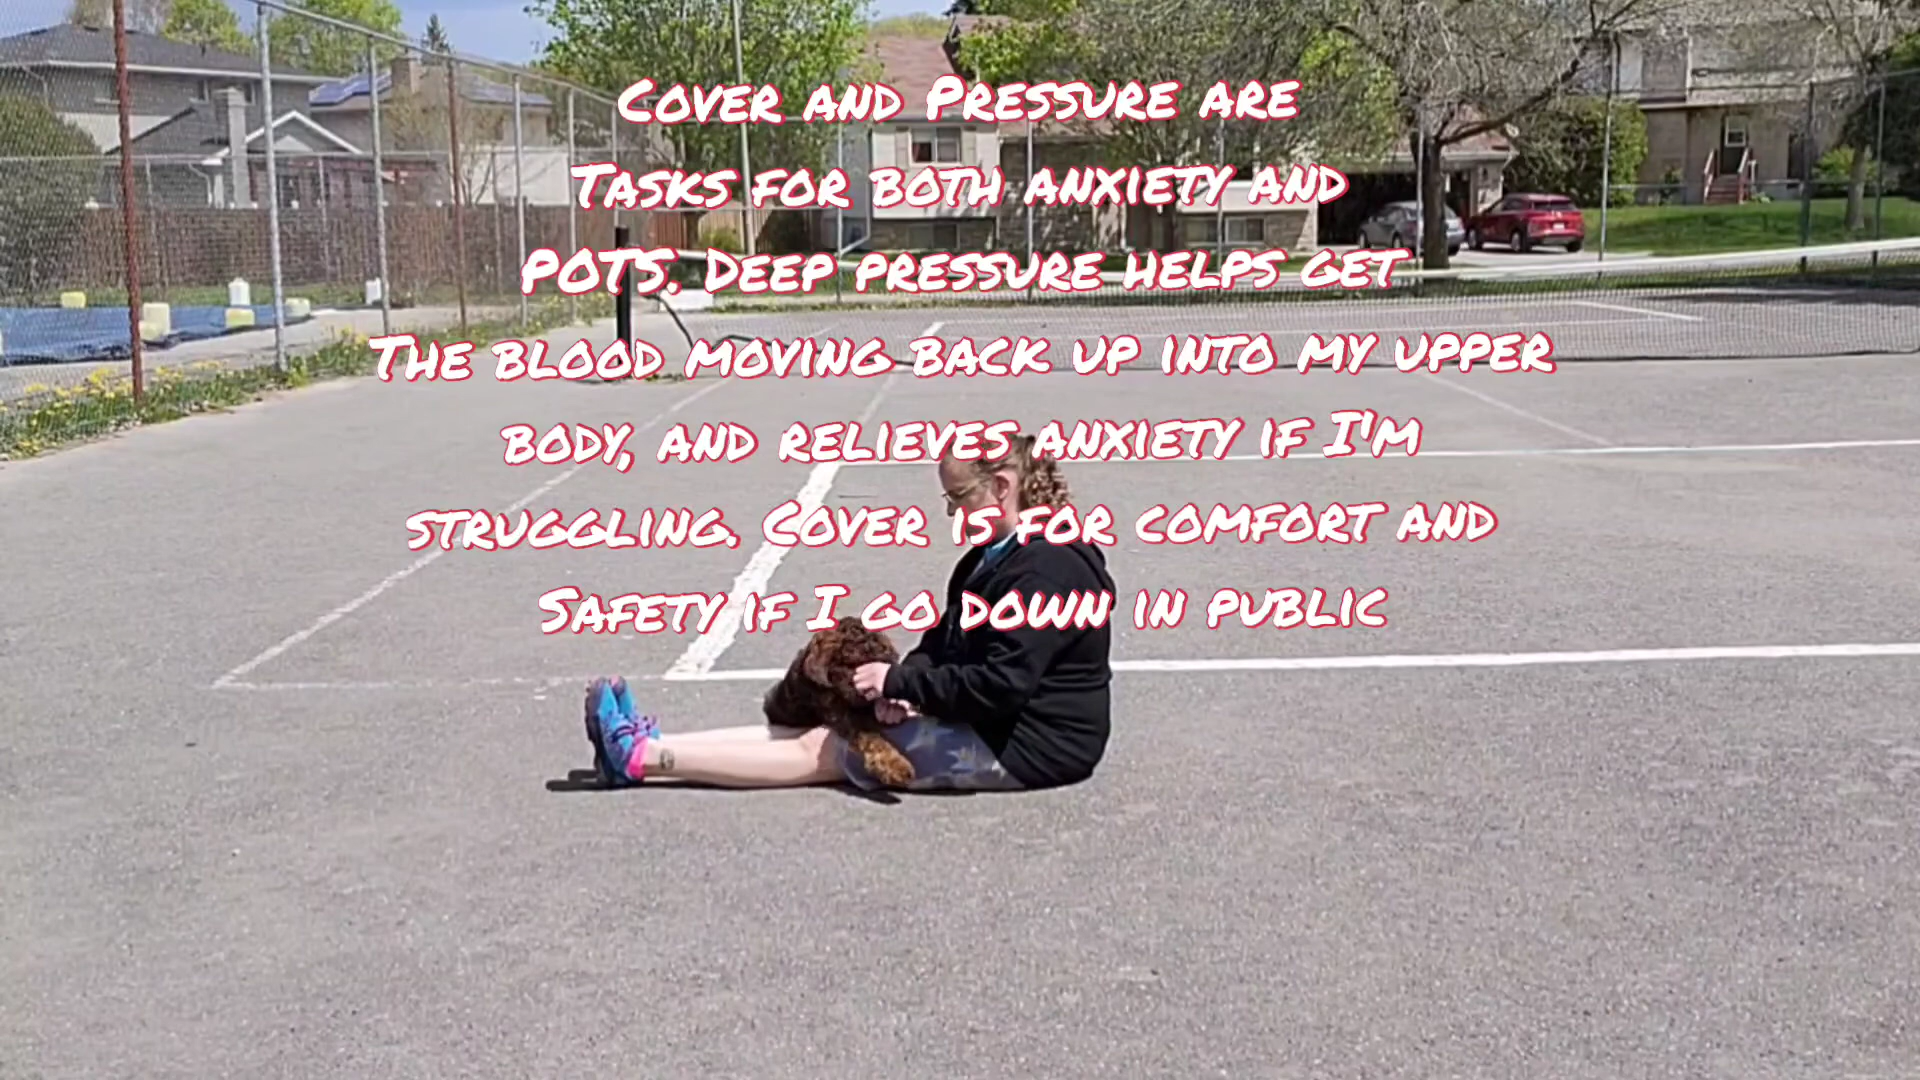 Cover and Pressure are
Tasks for both anxiety and
POTS. Deep pressure helps get
The blood moving back up into my upper
body, and relieves anxiety if I'm
struggling. Cover is for comfort and
Safety if I go down in public